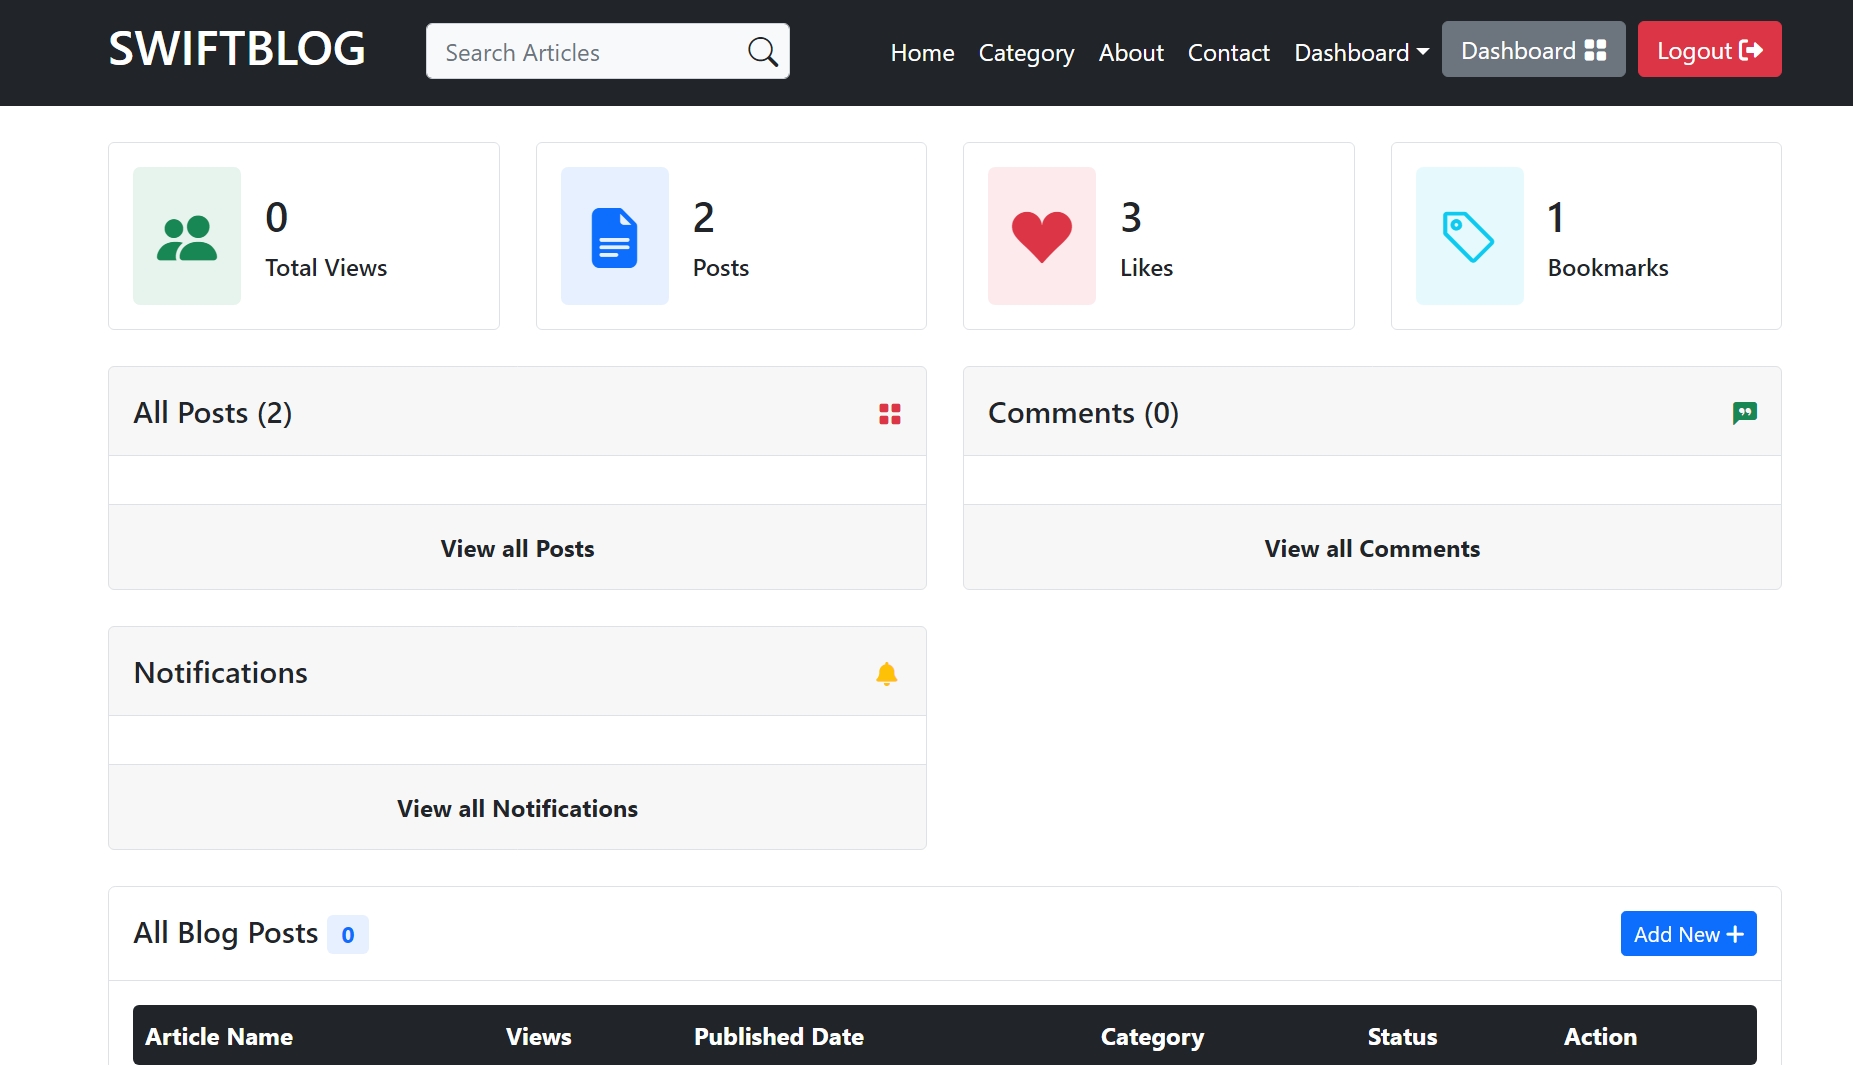 SWIFTBLOG
Search Articles
Home Category About Contact Dashboard Dashboard Logout
0
Total Views
2
Posts
3
Likes
1
Bookmarks
All Posts (2)
View all Posts
Comments (0)
View all Comments
Notifications
View all Notifications
All Blog Posts 0
Add New +
Article Name Views Published Date Category Status Action